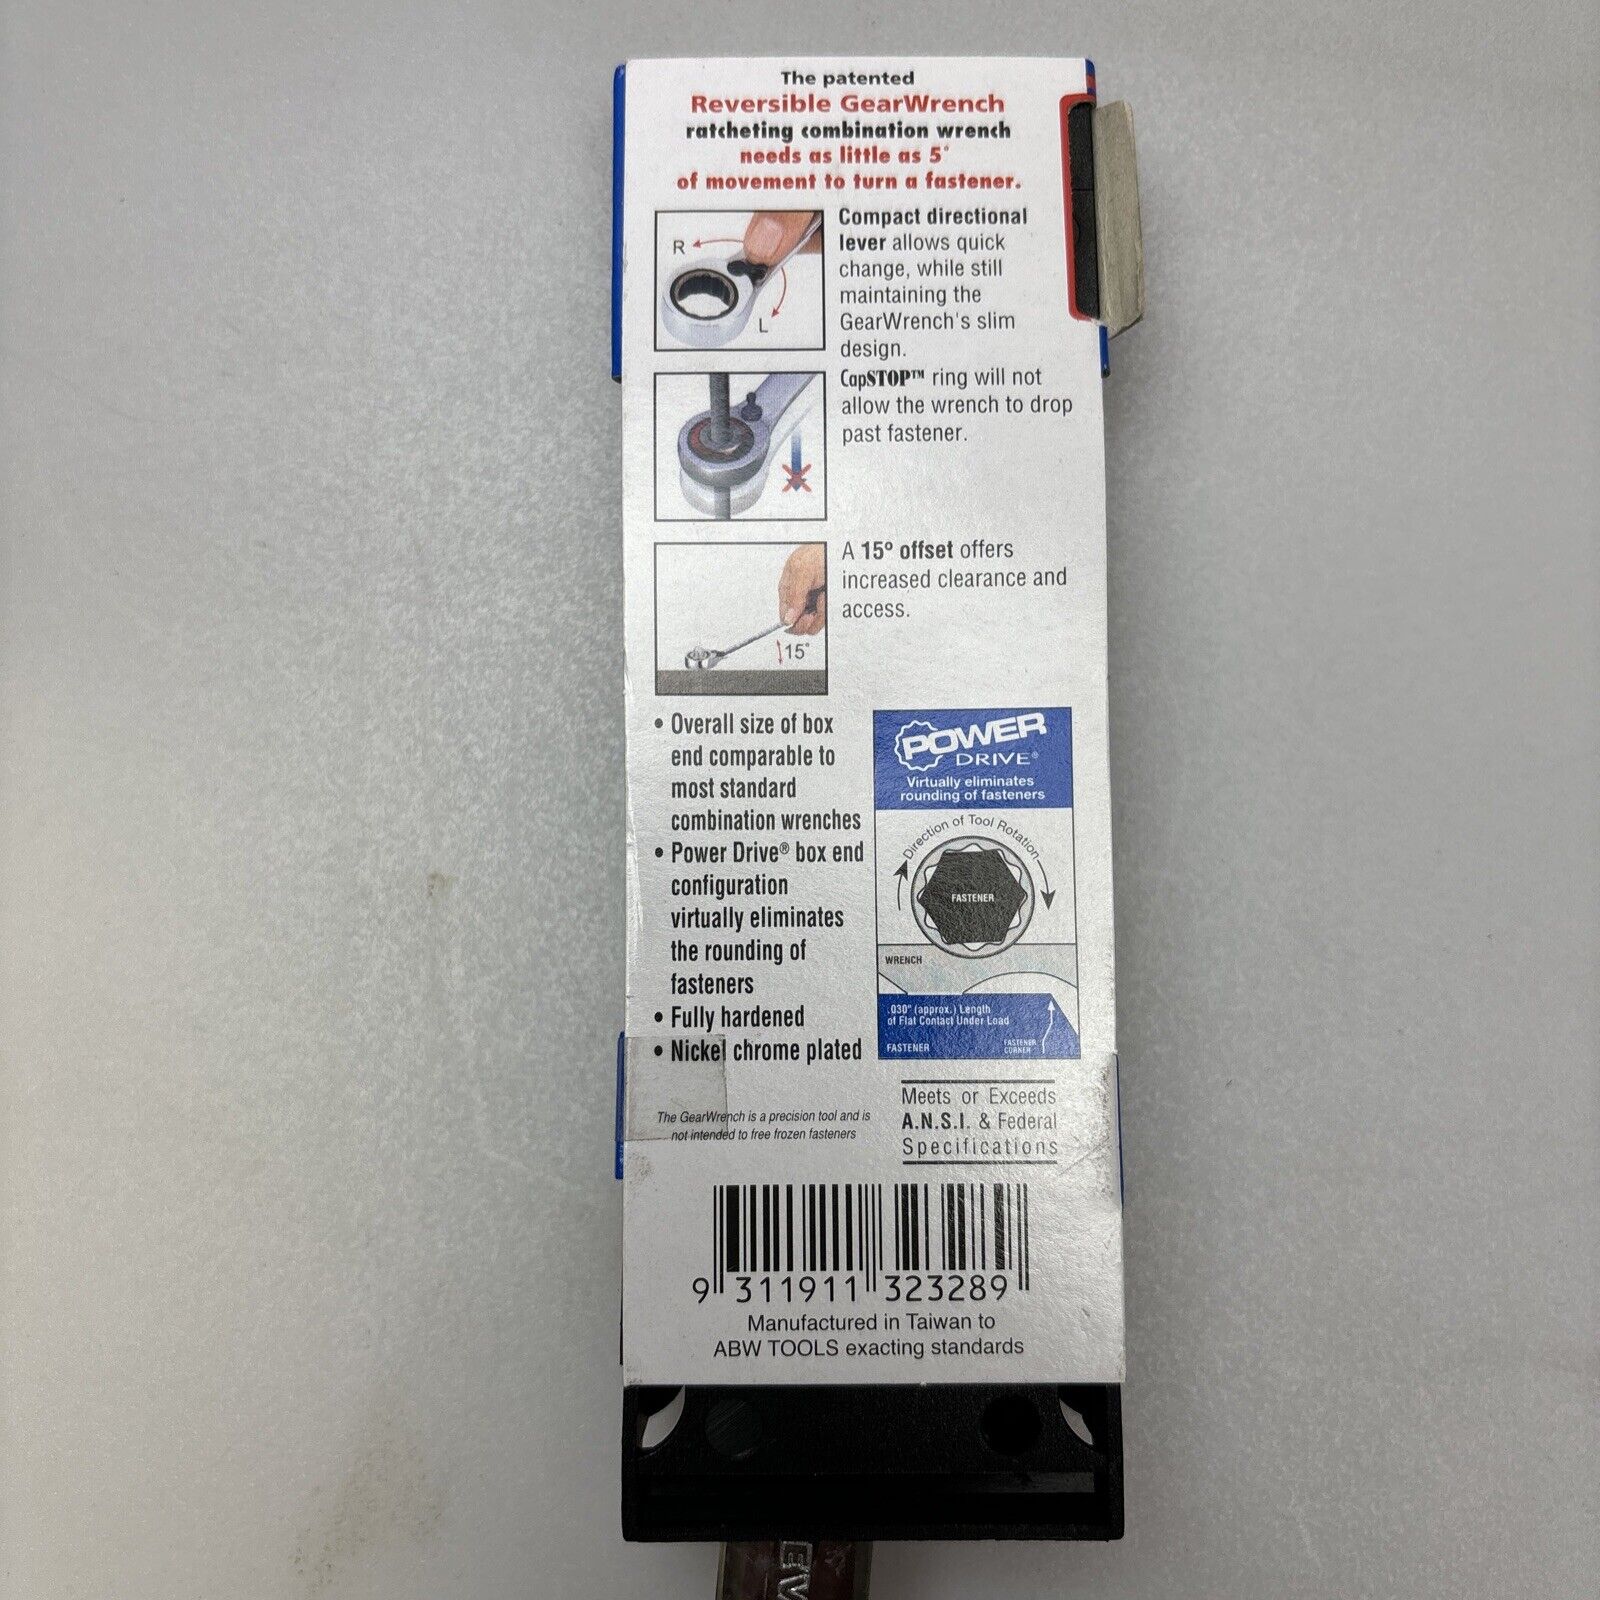 The patented
Reversible GearWrench
ratcheting combination wrench
needs as little as 5°
of movement to turn a fastener.
R
L
Compact directional
lever allows quick
change, while still
maintaining the
GearWrench's slim
design.
CapSTOP™ ring will not
allow the wrench to drop
past fastener.
15°
A 15º offset offers
increased clearance and
access.
• Overall size of box
end comparable to
most standard
combination wrenches
• Power Drive® box end
configuration
virtually eliminates
the rounding of
fasteners
• Fully hardened
• Nickel chrome plated
POWER
DRIVE®
Virtually eliminates
rounding of fasteners
Direction of Tool Rotation
FASTENER
WRENCH
.030" (approx.) Length
of Flat Contact Under Load
FASTENER
FASTENER
CORNER
The GearWrench is a precision tool and is
not intended to free frozen fasteners
Meets or Exceeds
A.N.S.I. & Federal
Specifications
9 311911 323289
Manufactured in Taiwan to
ABW TOOLS exacting standards